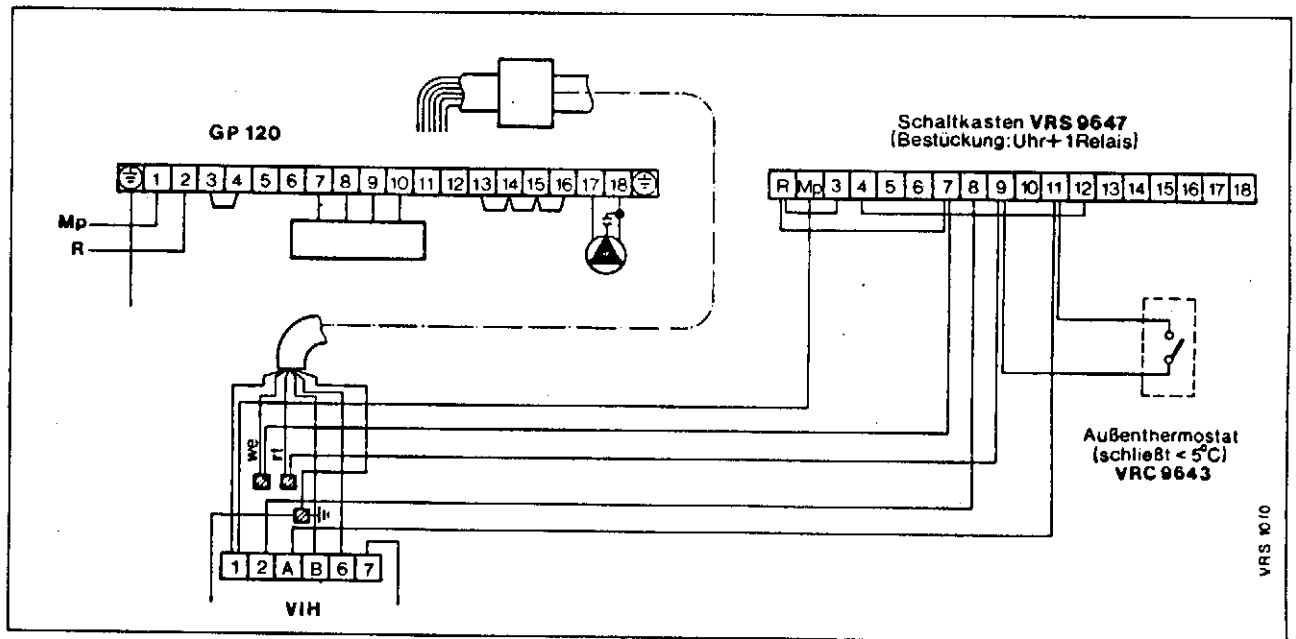 GP 120
Schaltkasten VRS 9647
(Bestückung: Uhr + 1 Relais)
1 2 3 4 5 6 7 8 9 10 11 12 13 14 15 16 17 18
R Mp 3 4 5 6 7 8 9 10 11 12 13 14 15 16 17 18
Mp
R
we
rt
Außenthermostat
(schließt < 5°C)
VRC 9643
1 2 A B 6 7
VIH
VRS 1010